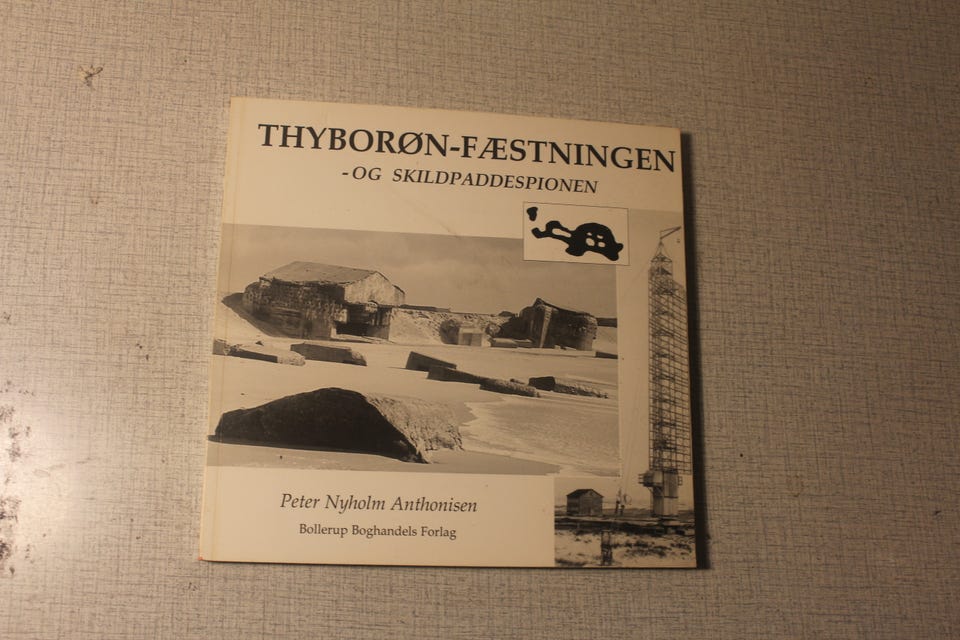 THYBORØN-FÆSTNINGEN
-OG SKILDPADDESPIONEN
Peter Nyholm Anthonisen
Bollerup Boghandels Forlag